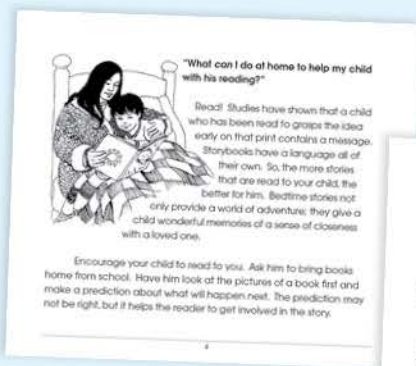 "What can I do at home to help my child
with his reading?"
Read! Studies have shown that a child
who has been read to grasps the idea
early on that print contains a message.
Storybooks have a language all of
their own. So, the more stories
that are read to your child, the
better for him. Bedtime stories not
only provide a world of adventure; they give a
child wonderful memories of a sense of closeness
with a loved one.
Encourage your child to read to you. Ask him to bring books
home from school. Have him look at the pictures of a book first and
make a prediction about what will happen next. The prediction may
not be right, but it helps the reader to get involved in the story.